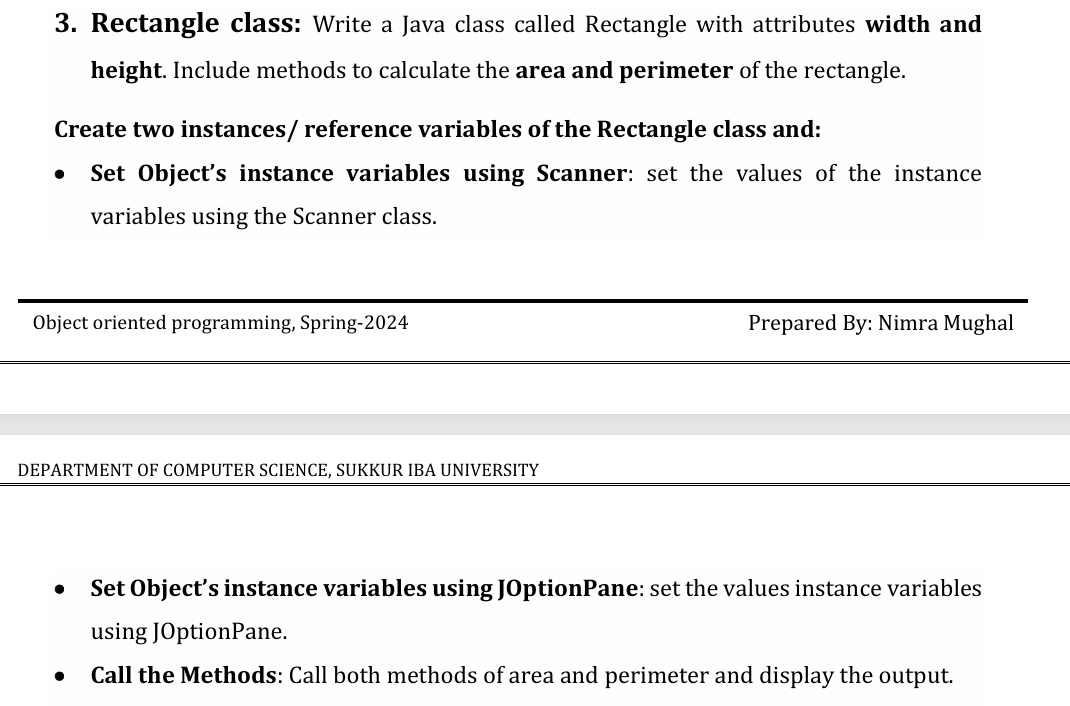 3. Rectangle class: Write a Java class called Rectangle with attributes width and
height. Include methods to calculate the area and perimeter of the rectangle.
Create two instances/ reference variables of the Rectangle class and:
• Set Object’s instance variables using Scanner: set the values of the instance
variables using the Scanner class.
Object oriented programming, Spring-2024 Prepared By: Nimra Mughal
DEPARTMENT OF COMPUTER SCIENCE, SUKKUR IBA UNIVERSITY
• Set Object’s instance variables using JOptionPane: set the values instance variables
using JOptionPane.
• Call the Methods: Call both methods of area and perimeter and display the output.